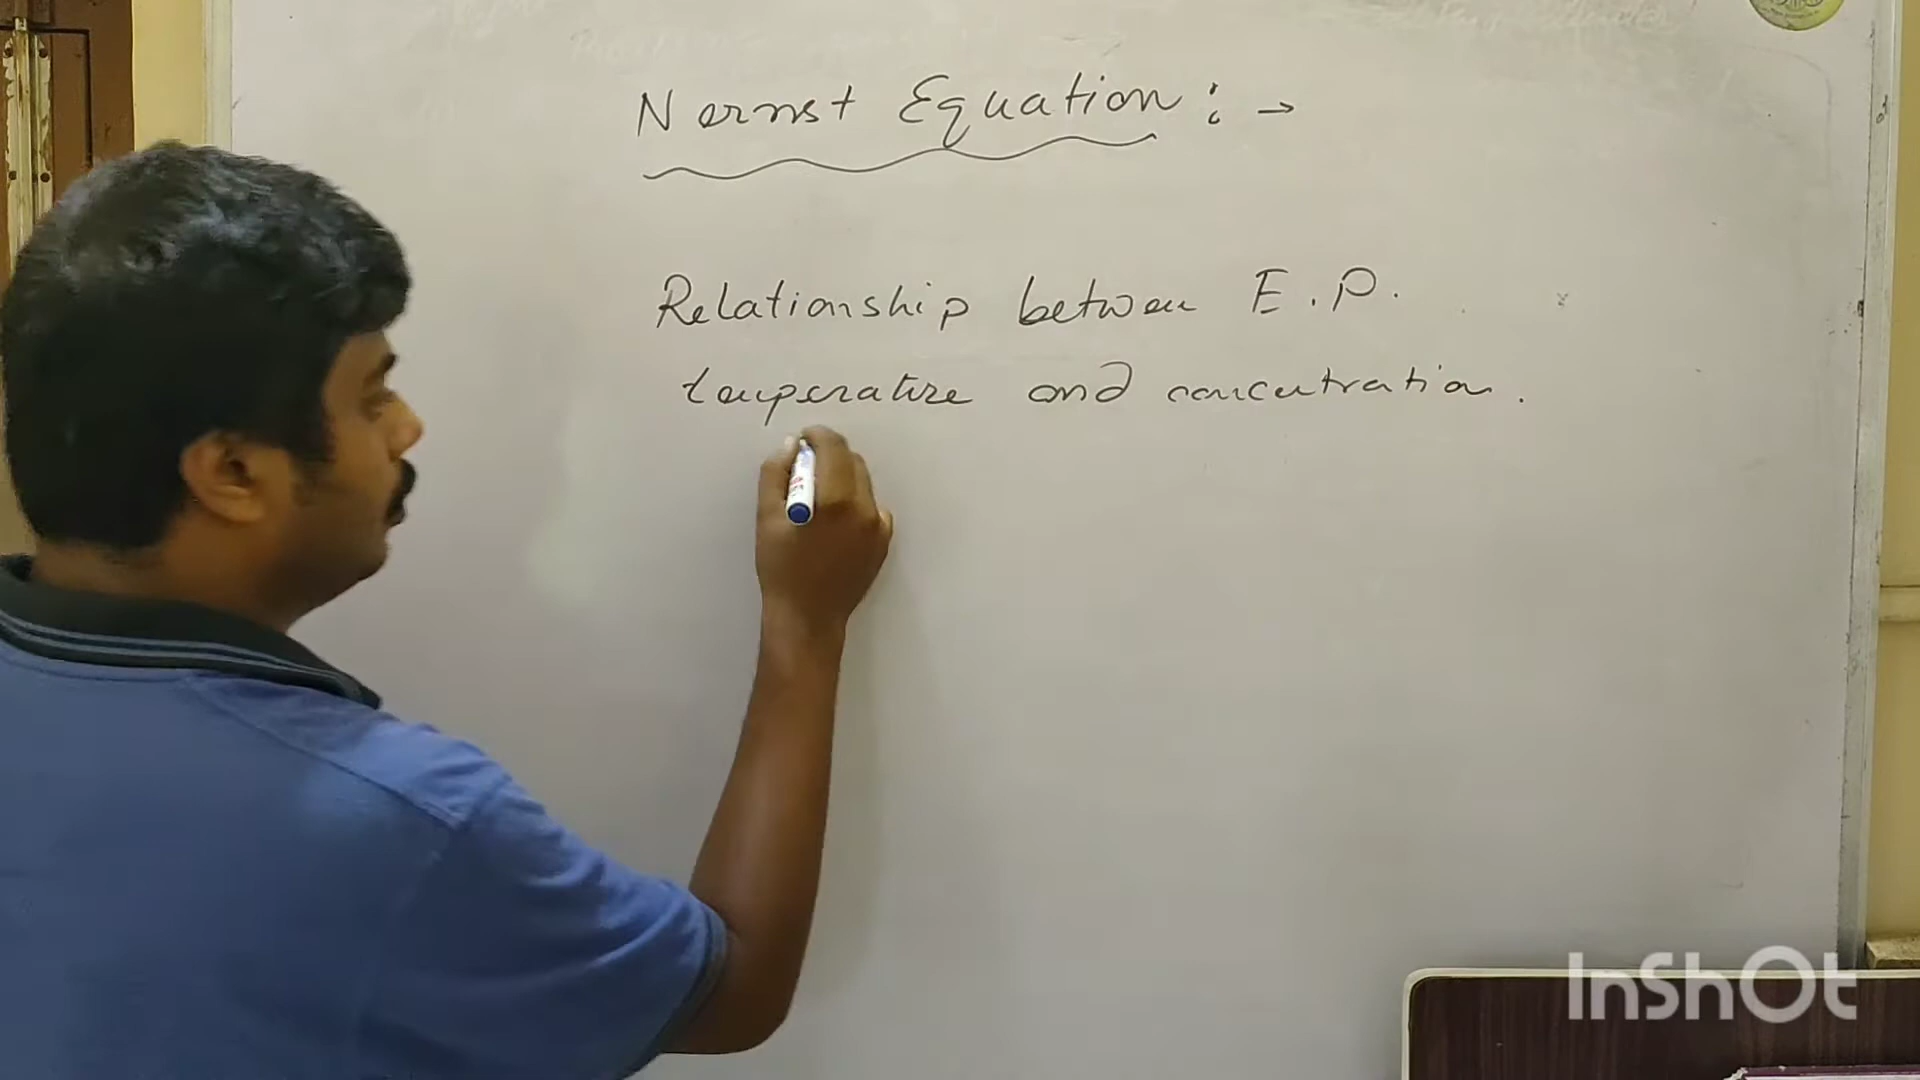 Nernst Equation : →
Relationship between E.P.
temperature and concentration.
InShOt